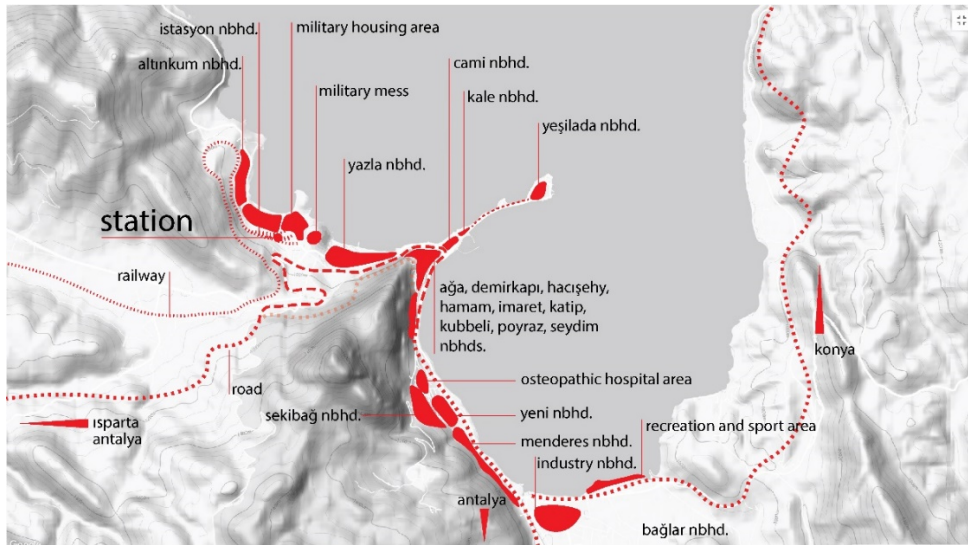 istasyon nbhd.
military housing area
altınkum nbhd.
cami nbhd.
military mess
kale nbhd.
yeşilada nbhd.
yazla nbhd.
station
railway
ağa, demirkapı, hacışehy,
hamam, imaret, katip,
kubbeli, poyraz, seydim
nbhds.
konya
osteopathic hospital area
road
sekibağ nbhd.
yeni nbhd.
recreation and sport area
ısparta
antalya
menderes nbhd.
industry nbhd.
antalya
bağlar nbhd.